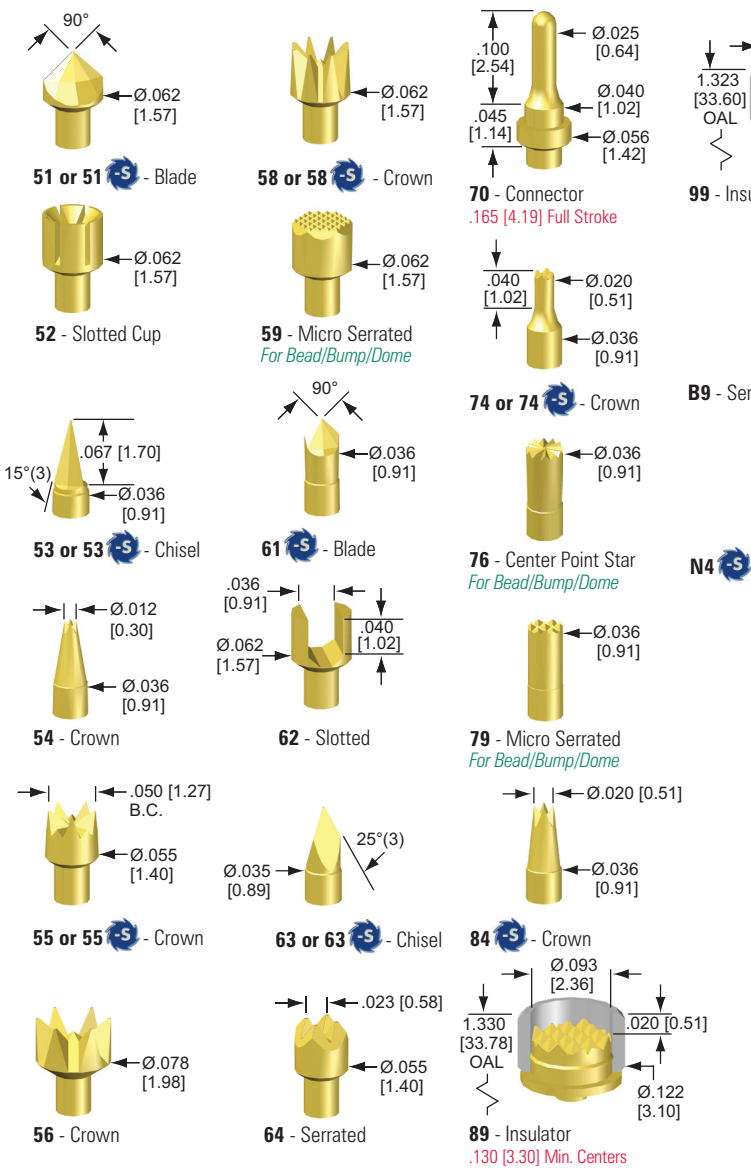 90°
Ø.062
[1.57]
51 or 51 -S - Blade
Ø.062
[1.57]
52 - Slotted Cup
.067 [1.70]
15°(3)
Ø.036
[0.91]
53 or 53 -S - Chisel
Ø.012
[0.30]
Ø.036
[0.91]
54 - Crown
.050 [1.27]
B.C.
Ø.055
[1.40]
55 or 55 -S - Crown
Ø.078
[1.98]
56 - Crown
Ø.062
[1.57]
58 or 58 -S - Crown
Ø.062
[1.57]
59 - Micro Serrated
For Bead/Bump/Dome
90°
Ø.036
[0.91]
61 -S - Blade
.036
[0.91]
.040
[1.02]
Ø.062
[1.57]
62 - Slotted
25°(3)
Ø.035
[0.89]
63 or 63 -S - Chisel
.023 [0.58]
Ø.055
[1.40]
64 - Serrated
.100
[2.54]
Ø.025
[0.64]
Ø.040
[1.02]
.045
[1.14]
Ø.056
[1.42]
70 - Connector
.165 [4.19] Full Stroke
.040
[1.02]
Ø.020
[0.51]
Ø.036
[0.91]
74 or 74 -S - Crown
Ø.036
[0.91]
76 - Center Point Star
For Bead/Bump/Dome
Ø.036
[0.91]
79 - Micro Serrated
For Bead/Bump/Dome
Ø.020 [0.51]
Ø.036
[0.91]
84 -S - Crown
Ø.093
[2.36]
1.330
[33.78]
OAL
.020 [0.51]
Ø.122
[3.10]
89 - Insulator
.130 [3.30] Min. Centers
1.323
[33.60]
OAL
99 - Insu
B9 - Ser
N4 -S